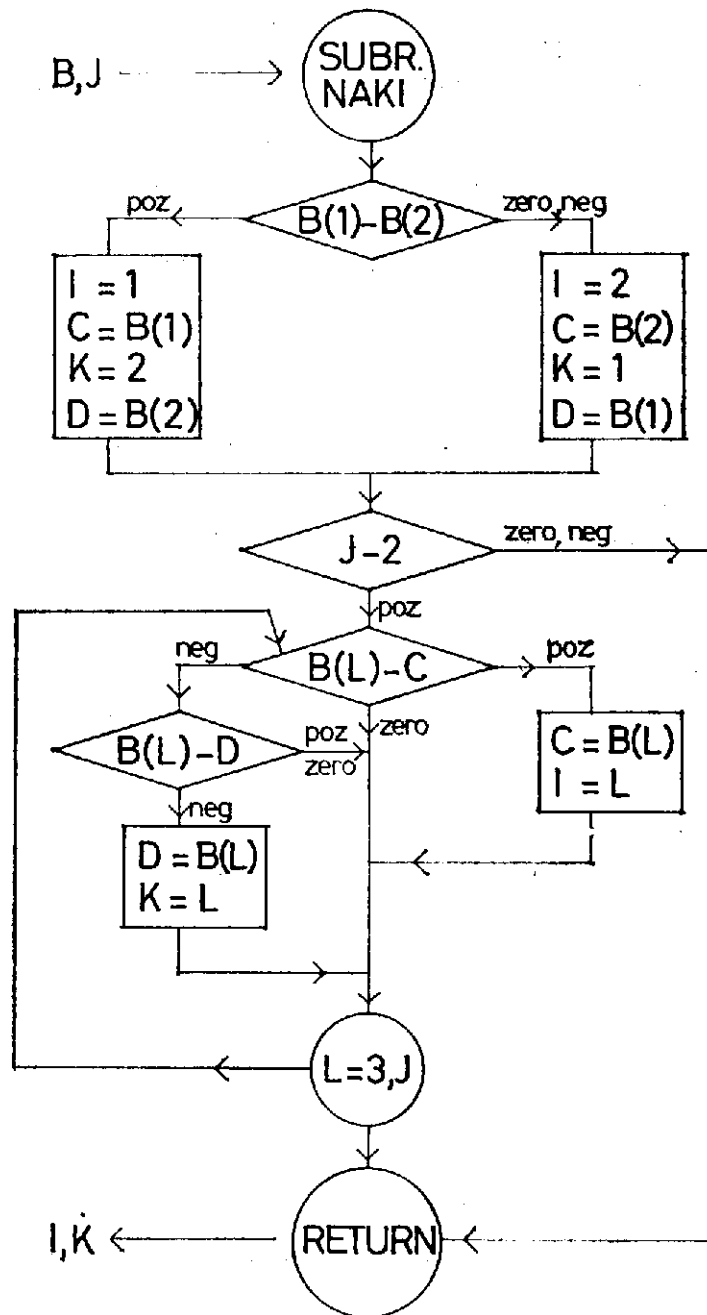 B,J
SUBR.
NAKI
poz
B(1)-B(2)
zero,neg
I = 1
C = B(1)
K = 2
D = B(2)
I = 2
C = B(2)
K = 1
D = B(1)
J-2
zero, neg
poz
neg
B(L)-C
poz
zero
B(L)-D
poz
zero
neg
C = B(L)
I = L
D = B(L)
K = L
L=3,J
I,K
RETURN